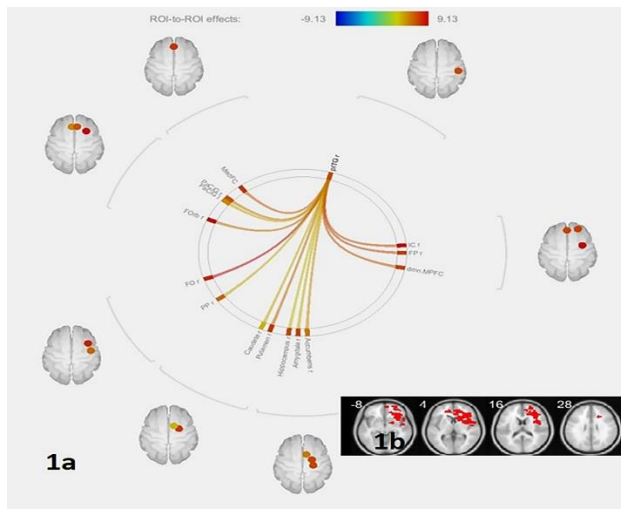 ROI-to-ROI effects: -9.13 9.13
pITG r
MedFC
PaCiG r
PaCiG l
FOrb r
FO r
PP r
Caudate r
Putamen r
Hippocampus r
Amygdala r
Accumbens r
IC r
FP r
dmn.MPFC
-8 4 16 28
1b
1a